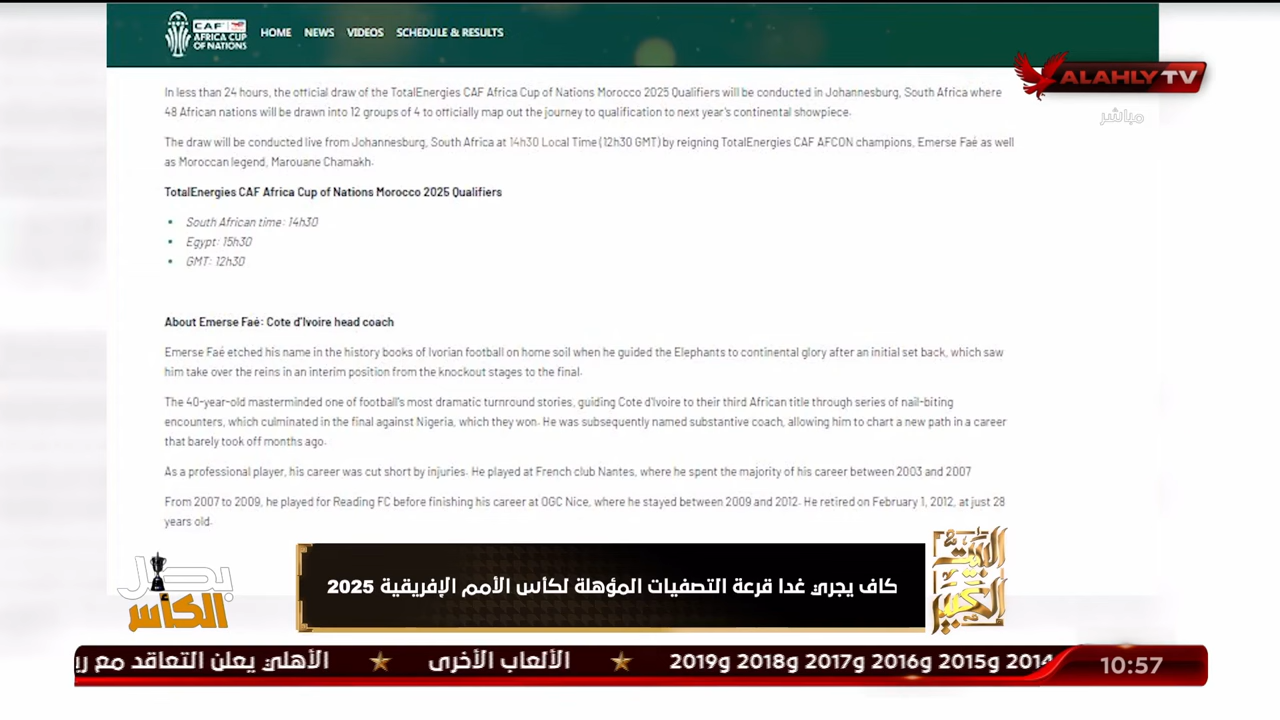 CAF
AFRICA CUP
OF NATIONS
HOME NEWS VIDEOS SCHEDULE & RESULTS
ALAHLY TV
مباشر
In less than 24 hours, the official draw of the TotalEnergies CAF Africa Cup of Nations Morocco 2025 Qualifiers will be conducted in Johannesburg, South Africa where
48 African nations will be drawn into 12 groups of 4 to officially map out the journey to qualification to next year's continental showpiece.
The draw will be conducted live from Johannesburg, South Africa at 14h30 Local Time (12h30 GMT) by reigning TotalEnergies CAF AFCON champions, Emerse Faé as well
as Moroccan legend, Marouane Chamakh.
TotalEnergies CAF Africa Cup of Nations Morocco 2025 Qualifiers
• South African time: 14h30
• Egypt: 15h30
• GMT: 12h30
About Emerse Faé: Cote d'Ivoire head coach
Emerse Faé etched his name in the history books of Ivorian football on home soil when he guided the Elephants to continental glory after an initial set back, which saw
him take over the reins in an interim position from the knockout stages to the final.
The 40-year-old masterminded one of football's most dramatic turnround stories, guiding Cote d'Ivoire to their third African title through series of nail-biting
encounters, which culminated in the final against Nigeria, which they won. He was subsequently named substantive coach, allowing him to chart a new path in a career
that barely took off months ago.
As a professional player, his career was cut short by injuries. He played at French club Nantes, where he spent the majority of his career between 2003 and 2007
From 2007 to 2009, he played for Reading FC before finishing his career at OGC Nice, where he stayed between 2009 and 2012. He retired on February 1, 2012, at just 28
years old.
البيت
الكبير
كاف يجري غدا قرعة التصفيات المؤهلة لكأس الأمم الإفريقية 2025
بطل
الكأس
10:57
2014 و2015 و2016 و2017 و2018 و2019 ★ الألعاب الأخرى ★ الأهلي يعلن التعاقد مع